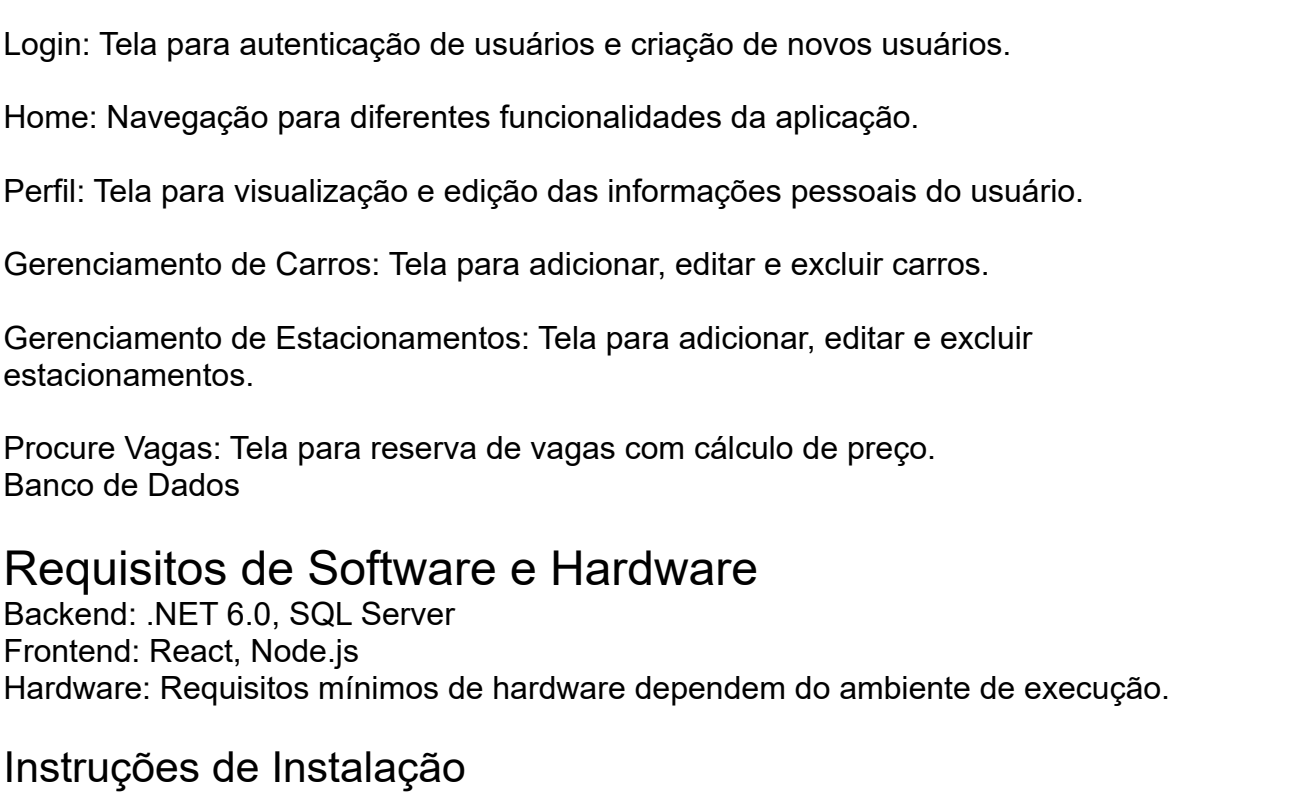 Login: Tela para autenticação de usuários e criação de novos usuários.
Home: Navegação para diferentes funcionalidades da aplicação.
Perfil: Tela para visualização e edição das informações pessoais do usuário.
Gerenciamento de Carros: Tela para adicionar, editar e excluir carros.
Gerenciamento de Estacionamentos: Tela para adicionar, editar e excluir
estacionamentos.
Procure Vagas: Tela para reserva de vagas com cálculo de preço.
Banco de Dados
Requisitos de Software e Hardware
Backend: .NET 6.0, SQL Server
Frontend: React, Node.js
Hardware: Requisitos mínimos de hardware dependem do ambiente de execução.
Instruções de Instalação